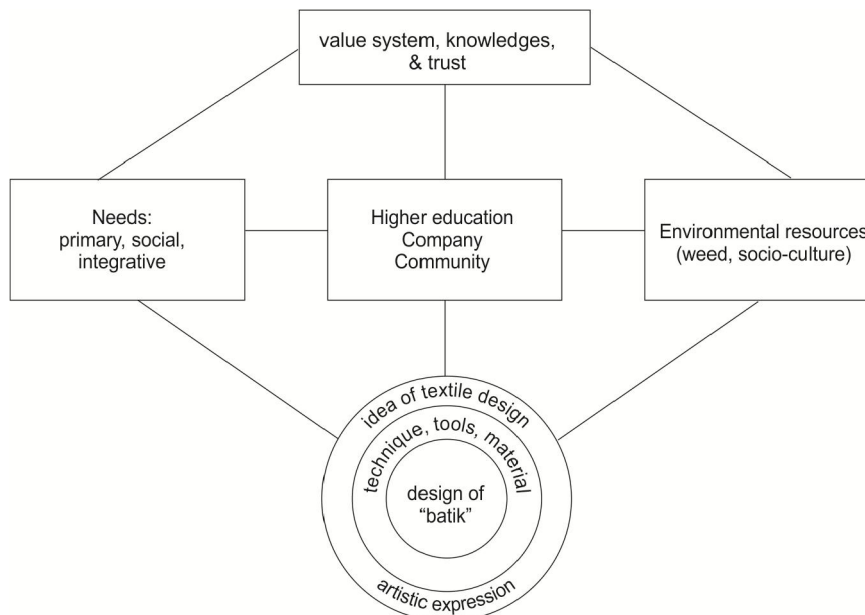 value system, knowledges,
& trust
Needs:
primary, social,
integrative
Higher education
Company
Community
Environmental resources
(weed, socio-culture)
idea of textile design
technique, tools, material
design of
“batik”
artistic expression